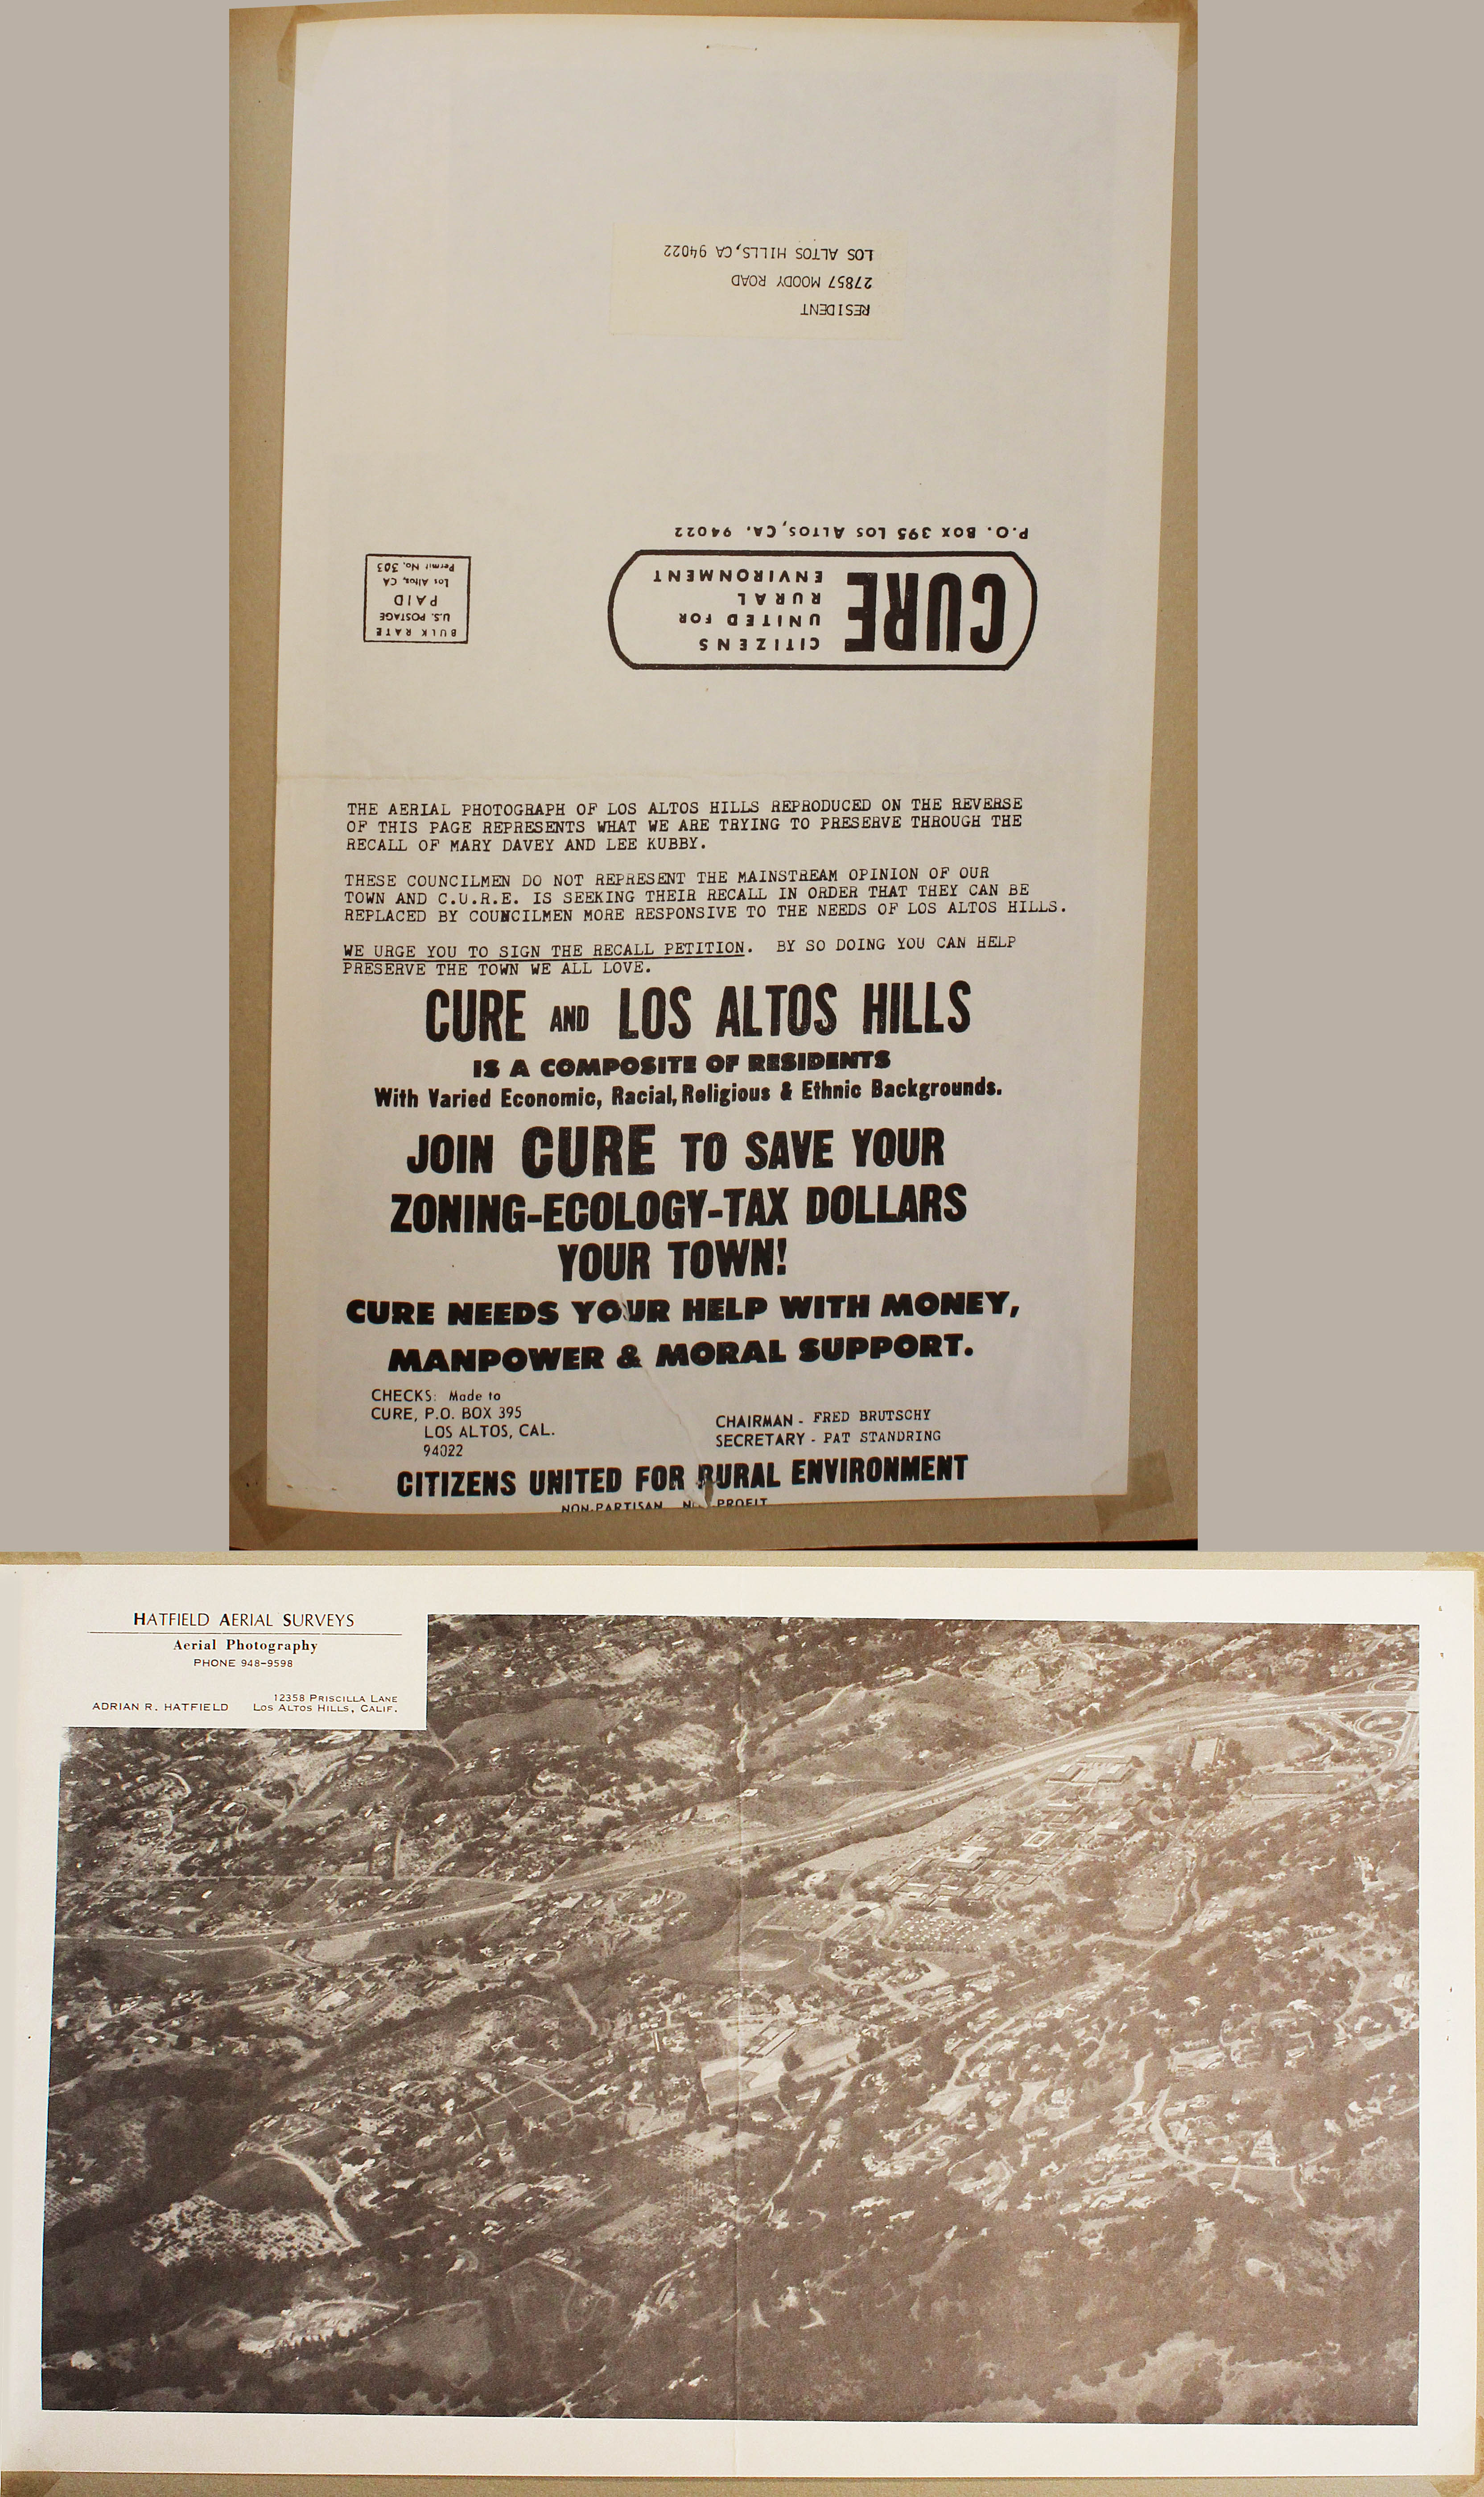 RESIDENT
27857 MOODY ROAD
LOS ALTOS HILLS, CA 94022
BULK RATE
U.S. POSTAGE
PAID
Los Altos, CA
Permit No. 303
CURE
CITIZENS
UNITED FOR
RURAL
ENVIRONMENT
P.O. BOX 395 LOS ALTOS, CA. 94022
THE AERIAL PHOTOGRAPH OF LOS ALTOS HILLS REPRODUCED ON THE REVERSE
OF THIS PAGE REPRESENTS WHAT WE ARE TRYING TO PRESERVE THROUGH THE
RECALL OF MARY DAVEY AND LEE KUBBY.
THESE COUNCILMEN DO NOT REPRESENT THE MAINSTREAM OPINION OF OUR
TOWN AND C.U.R.E. IS SEEKING THEIR RECALL IN ORDER THAT THEY CAN BE
REPLACED BY COUNCILMEN MORE RESPONSIVE TO THE NEEDS OF LOS ALTOS HILLS.
WE URGE YOU TO SIGN THE RECALL PETITION. BY SO DOING YOU CAN HELP
PRESERVE THE TOWN WE ALL LOVE.
CURE AND LOS ALTOS HILLS
IS A COMPOSITE OF RESIDENTS
With Varied Economic, Racial, Religious & Ethnic Backgrounds.
JOIN CURE TO SAVE YOUR
ZONING-ECOLOGY-TAX DOLLARS
YOUR TOWN!
CURE NEEDS YOUR HELP WITH MONEY,
MANPOWER & MORAL SUPPORT.
CHECKS: Made to
CURE, P.O. BOX 395
LOS ALTOS, CAL.
94022
CHAIRMAN - FRED BRUTSCHY
SECRETARY - PAT STANDRING
CITIZENS UNITED FOR RURAL ENVIRONMENT
NON-PARTISAN NON-PROFIT
HATFIELD AERIAL SURVEYS
Aerial Photography
PHONE 948-9598
ADRIAN R. HATFIELD
12358 PRISCILLA LANE
LOS ALTOS HILLS, CALIF.